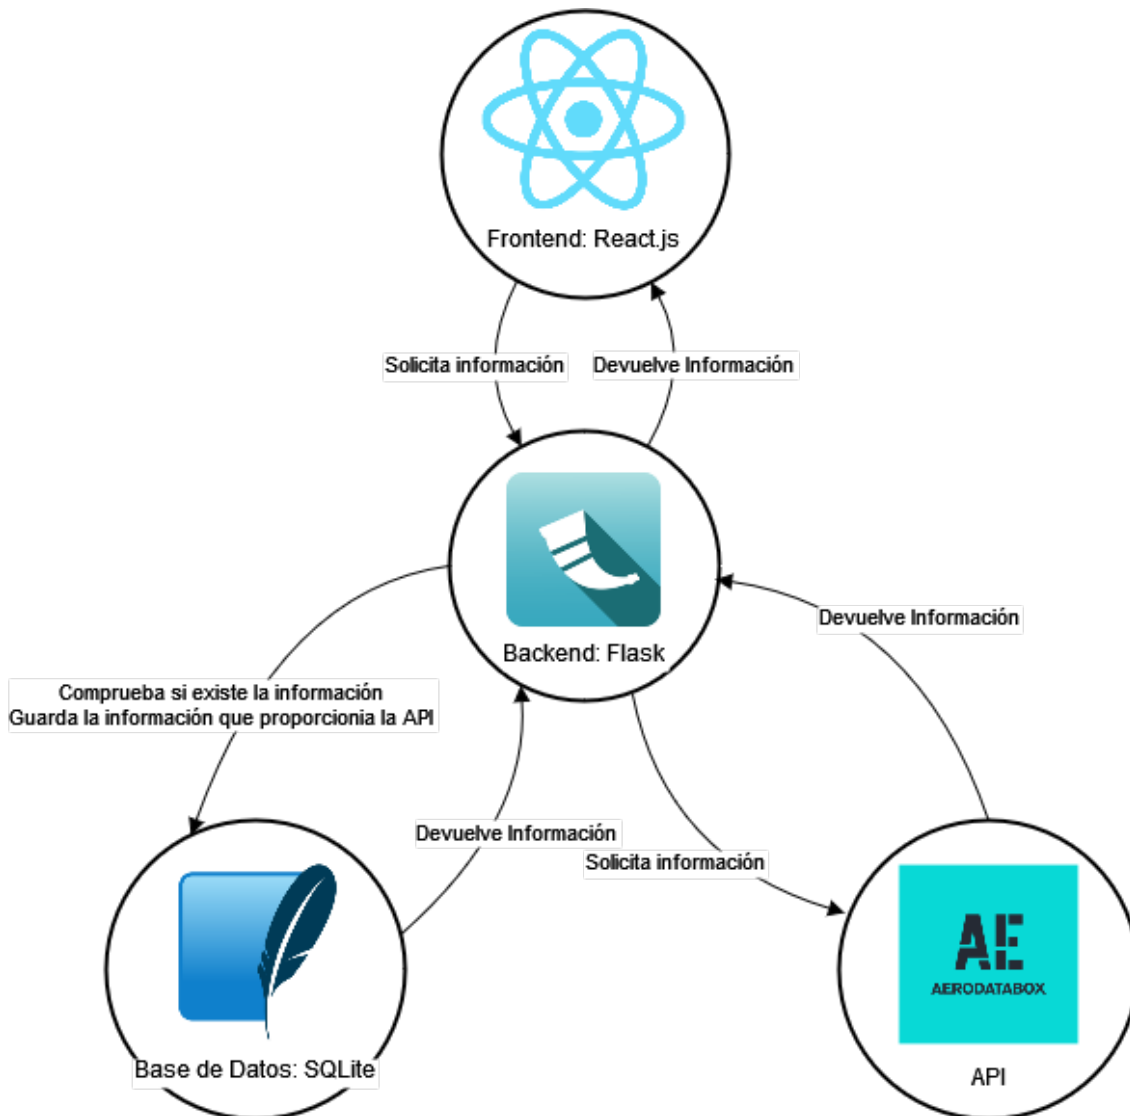 Frontend: React.js
Solicita información
Devuelve Información
Backend: Flask
Devuelve Información
Comprueba si existe la información
Guarda la información que proporcionia la API
Devuelve Información
Solicita información
AE
AERODATABOX
Base de Datos: SQLite
API